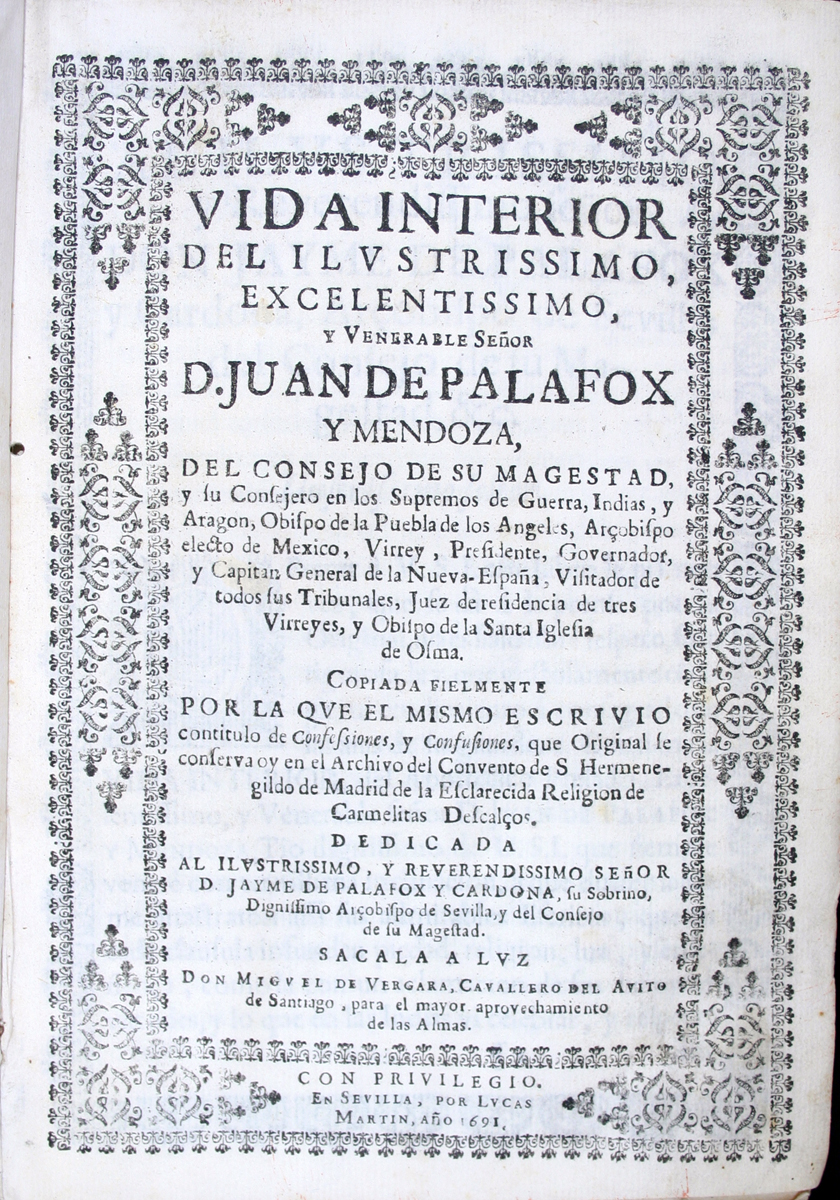 VIDA INTERIOR
DEL ILVSTRISSIMO,
EXCELENTISSIMO,
Y VENERABLE SEÑOR
D. JUAN DE PALAFOX
Y MENDOZA,
DEL CONSEJO DE SU MAGESTAD,
y ſu Conſejero en los Supremos de Guerra, Indias, y
Aragon, Obiſpo de la Puebla de los Angeles, Arçobiſpo
electo de Mexico, Virrey, Preſidente, Governador,
y Capitan General de la Nueva-Eſpaña, Viſitador de
todos ſus Tribunales, Juez de reſidencia de tres
Virreyes, y Obiſpo de la Santa Igleſia
de Oſma.
COPIADA FIELMENTE
POR LA QVE EL MISMO ESCRIVIO
con titulo de Confeſsiones, y Confuſiones, que Original ſe
conſerva oy en el Archivo del Convento de S. Hermene-
gildo de Madrid de la Eſclarecida Religion de
Carmelitas Deſcalços.
DEDICADA
AL ILVSTRISSIMO, Y REVERENDISSIMO SEÑOR
D. JAYME DE PALAFOX Y CARDONA, ſu Sobrino,
Digniſſimo Arçobiſpo de Sevilla, y del Conſejo
de ſu Mageſtad.
SACALA A LVZ
DON MIGVEL DE VERGARA, CAVALLERO DEL AVITO
de Santiago, para el mayor aprovechamiento
de las Almas.
CON PRIVILEGIO.
EN SEVILLA: POR LVCAS
MARTIN, AÑO 1691.